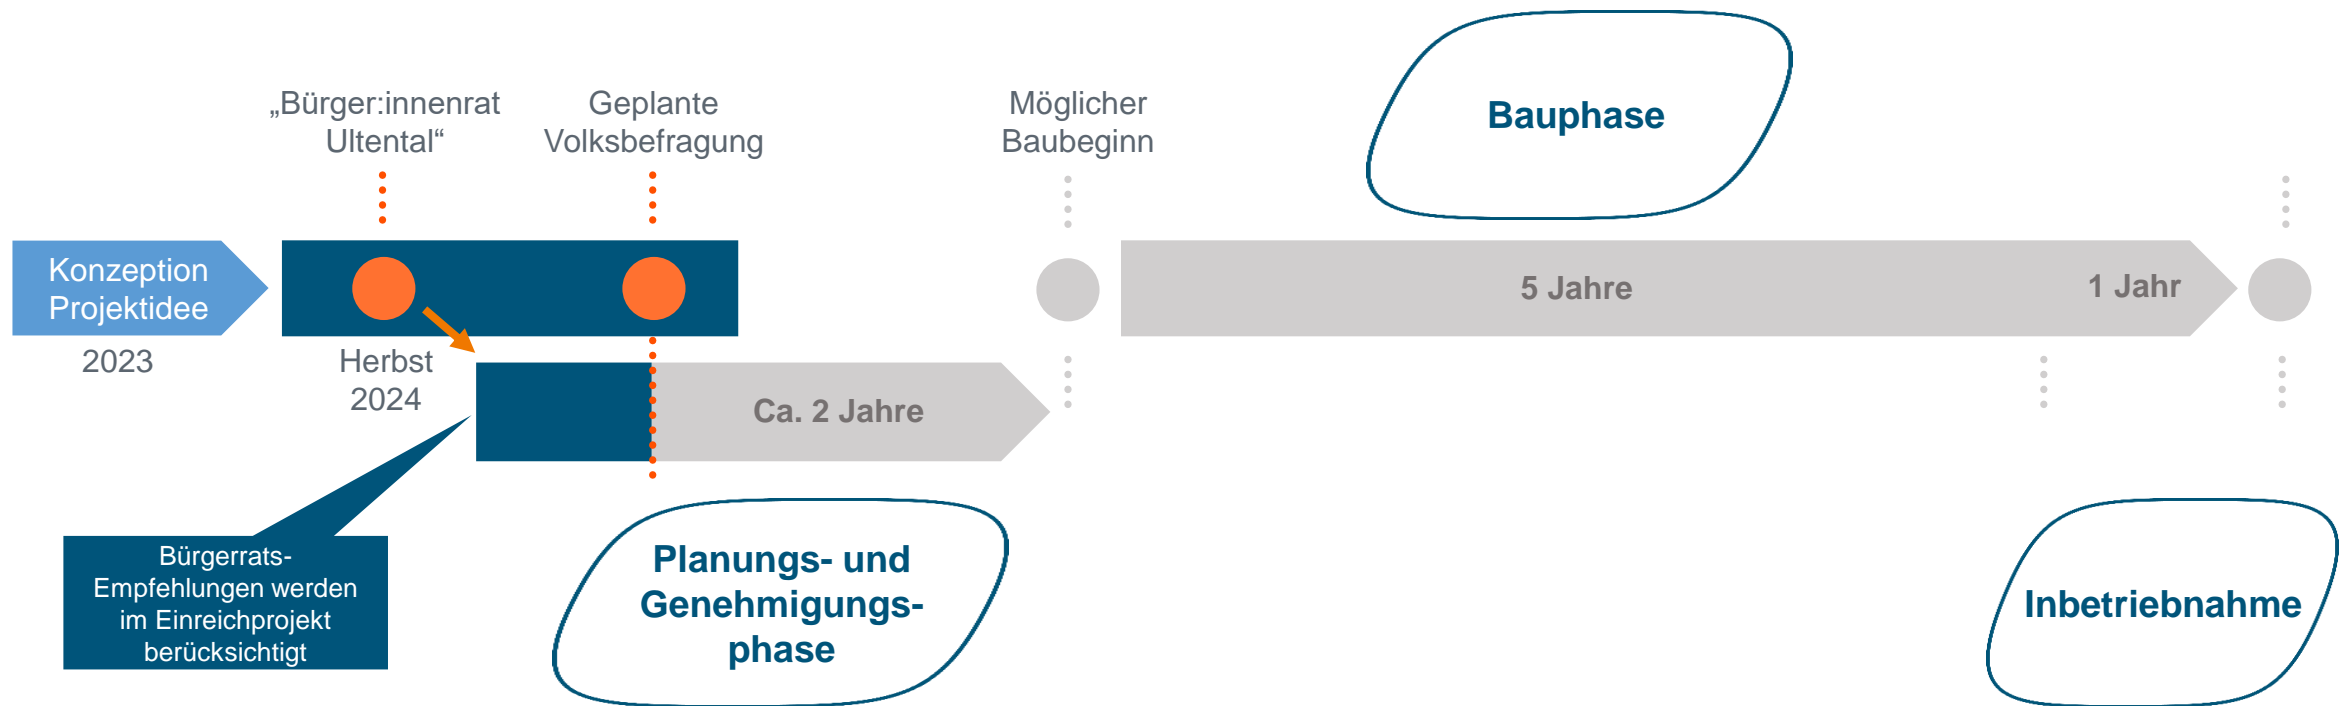 „Bürger:innenrat
Ultental“
Geplante
Volksbefragung
Möglicher
Baubeginn
Bauphase
Konzeption
Projektidee
5 Jahre
1 Jahr
2023
Herbst
2024
Ca. 2 Jahre
Bürgerrats-
Empfehlungen werden
im Einreichprojekt
berücksichtigt
Planungs- und
Genehmigungs-
phase
Inbetriebnahme